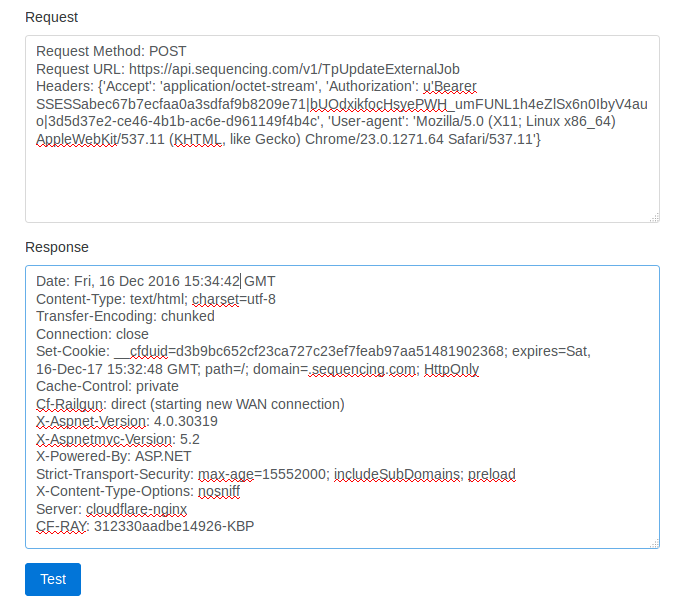 Request
Request Method: POST
Request URL: https://api.sequencing.com/v1/TpUpdateExternalJob
Headers: {'Accept': 'application/octet-stream', 'Authorization': u'Bearer
SSESSabec67b7ecfaa0a3sdfaf9b8209e71|bUOdxikfocHsyePWH_umFUNL1h4eZlSx6n0IbyV4au
o|3d5d37e2-ce46-4b1b-ac6e-d961149f4b4c', 'User-agent': 'Mozilla/5.0 (X11; Linux x86_64)
AppleWebKit/537.11 (KHTML, like Gecko) Chrome/23.0.1271.64 Safari/537.11'}
Response
Date: Fri, 16 Dec 2016 15:34:42 GMT
Content-Type: text/html; charset=utf-8
Transfer-Encoding: chunked
Connection: close
Set-Cookie: __cfduid=d3b9bc652cf23ca727c23ef7feab97aa51481902368; expires=Sat,
16-Dec-17 15:32:48 GMT; path=/; domain=.sequencing.com; HttpOnly
Cache-Control: private
Cf-Railgun: direct (starting new WAN connection)
X-Aspnet-Version: 4.0.30319
X-Aspnetmvc-Version: 5.2
X-Powered-By: ASP.NET
Strict-Transport-Security: max-age=15552000; includeSubDomains; preload
X-Content-Type-Options: nosniff
Server: cloudflare-nginx
CF-RAY: 312330aadbe14926-KBP
Test